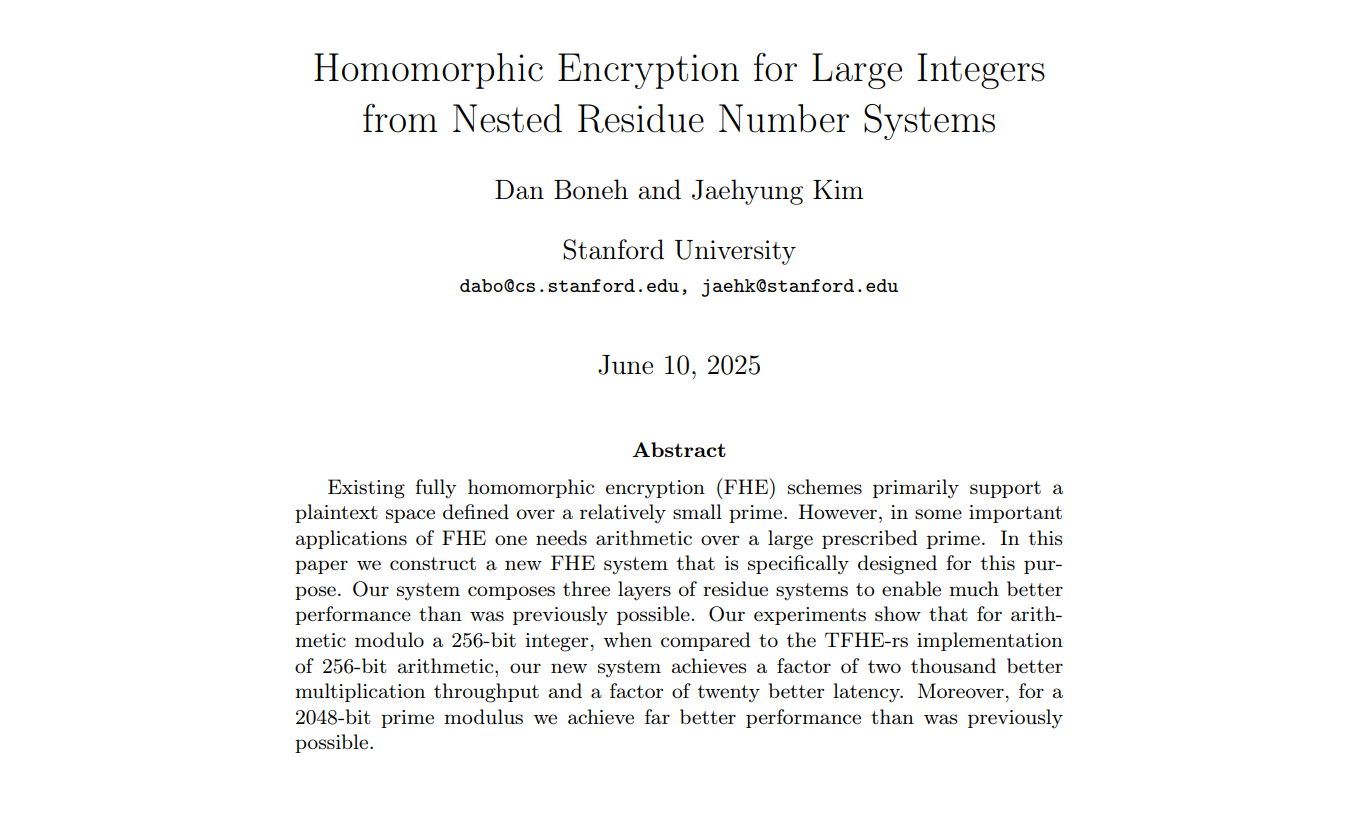 Homomorphic Encryption for Large Integers
from Nested Residue Number Systems
Dan Boneh and Jaehyung Kim
Stanford University
dabo@cs.stanford.edu, jaehk@stanford.edu
June 10, 2025
Abstract
Existing fully homomorphic encryption (FHE) schemes primarily support a
plaintext space defined over a relatively small prime. However, in some important
applications of FHE one needs arithmetic over a large prescribed prime. In this
paper we construct a new FHE system that is specifically designed for this pur-
pose. Our system composes three layers of residue systems to enable much better
performance than was previously possible. Our experiments show that for arith-
metic modulo a 256-bit integer, when compared to the TFHE-rs implementation
of 256-bit arithmetic, our new system achieves a factor of two thousand better
multiplication throughput and a factor of twenty better latency. Moreover, for a
2048-bit prime modulus we achieve far better performance than was previously
possible.